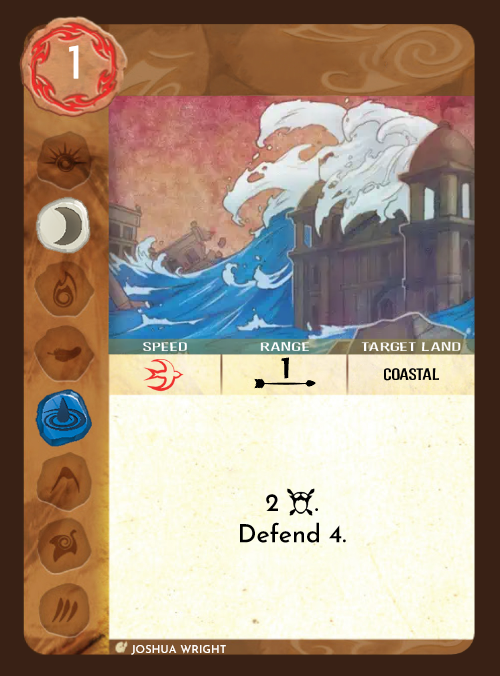 1
SPEED RANGE TARGET LAND
1 COASTAL
2 .
Defend 4.
JOSHUA WRIGHT